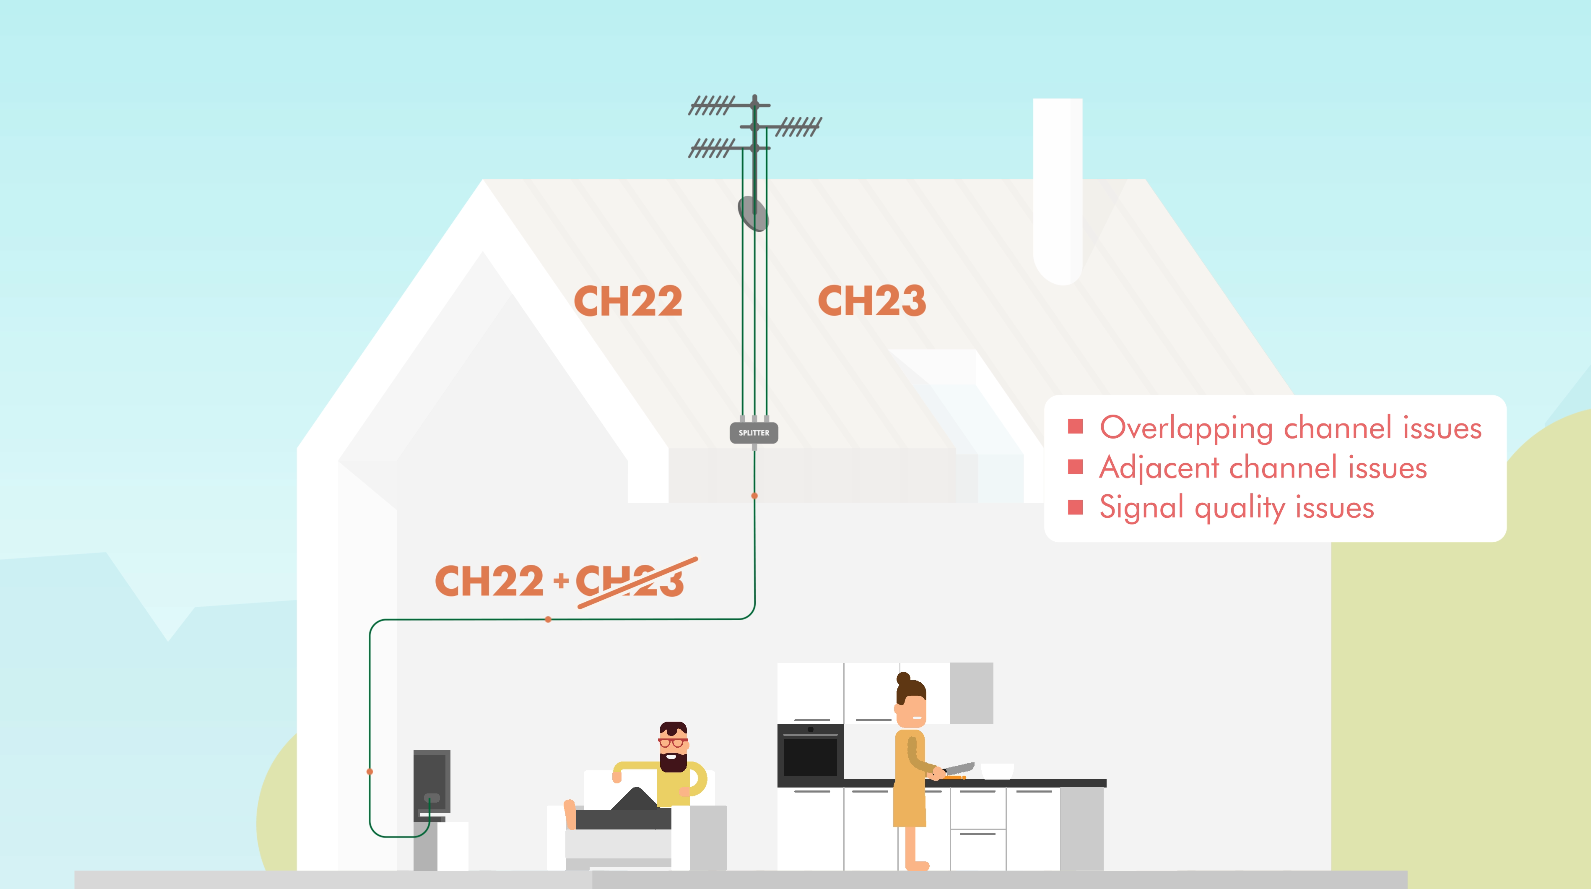 CH22
CH23
SPLITTER
Overlapping channel issues
Adjacent channel issues
Signal quality issues
CH22 + CH23